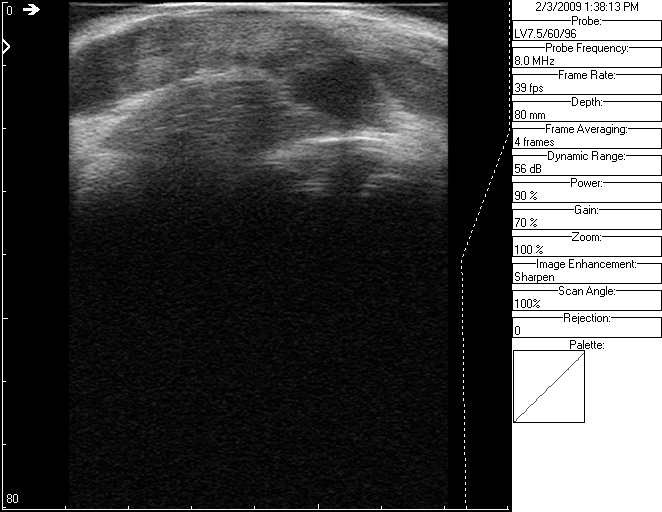 0
80
2/3/2009 1:38:13 PM
Probe:
LV7.5/60/96
Probe Frequency:
8.0 MHz
Frame Rate:
39 fps
Depth:
80 mm
Frame Averaging:
4 frames
Dynamic Range:
56 dB
Power:
90 %
Gain:
70 %
Zoom:
100 %
Image Enhancement:
Sharpen
Scan Angle:
100%
Rejection:
0
Palette: